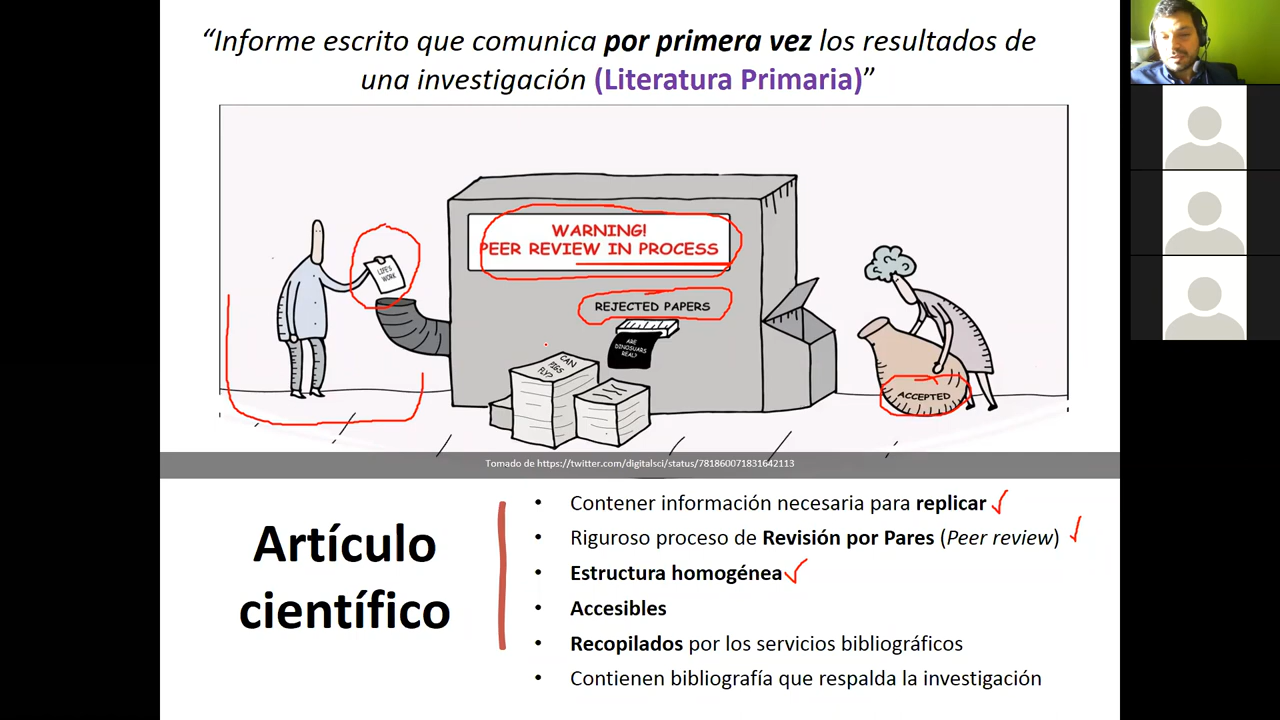 “Informe escrito que comunica por primera vez los resultados de
una investigación (Literatura Primaria)”
WARNING!
PEER REVIEW IN PROCESS
LIFE'S
WORK
REJECTED PAPERS
ARE
DINOSUARS
REAL?
CAN
PIGS
FLY?
ACCEPTED
Tomado de https://twitter.com/digitalsci/status/781860071831642113
Artículo
científico
• Contener información necesaria para replicar
• Riguroso proceso de Revisión por Pares (Peer review)
• Estructura homogénea
• Accesibles
• Recopilados por los servicios bibliográficos
• Contienen bibliografía que respalda la investigación